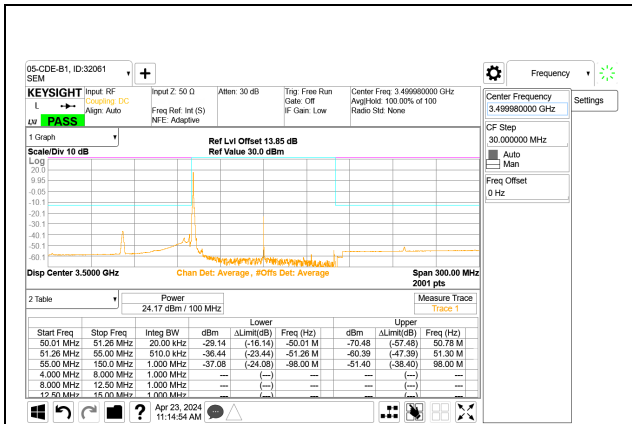 05-CDE-B1, ID:32061
SEM
Frequency
KEYSIGHT
L
LXI PASS
Input: RF
Coupling: DC
Align: Auto
Input Z: 50 Ω
Freq Ref: Int (S)
NFE: Adaptive
Atten: 30 dB
Trig: Free Run
Gate: Off
IF Gain: Low
Center Freq: 3.499980000 GHz
Avg|Hold: 100.00% of 100
Radio Std: None
Center Frequency
3.499980000 GHz
Settings
CF Step
30.000000 MHz
Auto
Man
Freq Offset
0 Hz
1 Graph
Scale/Div 10 dB
Ref Lvl Offset 13.85 dB
Ref Value 30.0 dBm
Log
20.0
9.95
-0.05
-10.1
-20.1
-30.1
-40.1
-50.1
-60.1
Disp Center 3.5000 GHz
Chan Det: Average, #Offs Det: Average
Span 300.00 MHz
2001 pts
2 Table
Power
24.17 dBm / 100 MHz
Measure Trace
Trace 1
Lower Upper
Start Freq Stop Freq Integ BW dBm ΔLimit(dB) Freq (Hz) dBm ΔLimit(dB) Freq (Hz)
50.01 MHz 51.26 MHz 20.00 kHz -29.14 (-16.14) -50.01 M -70.48 (-57.48) 50.78 M
51.26 MHz 55.00 MHz 510.0 kHz -36.44 (-23.44) -51.26 M -60.39 (-47.39) 51.30 M
55.00 MHz 150.0 MHz 1.000 MHz -37.08 (-24.08) -98.00 M -51.40 (-38.40) 98.00 M
4.000 MHz 8.000 MHz 1.000 MHz --- (---) --- --- (---) ---
8.000 MHz 12.50 MHz 1.000 MHz --- (---) --- --- (---) ---
12.50 MHz 15.00 MHz 1.000 MHz --- (---) --- --- (---) ---
?
Apr 23, 2024
11:14:54 AM